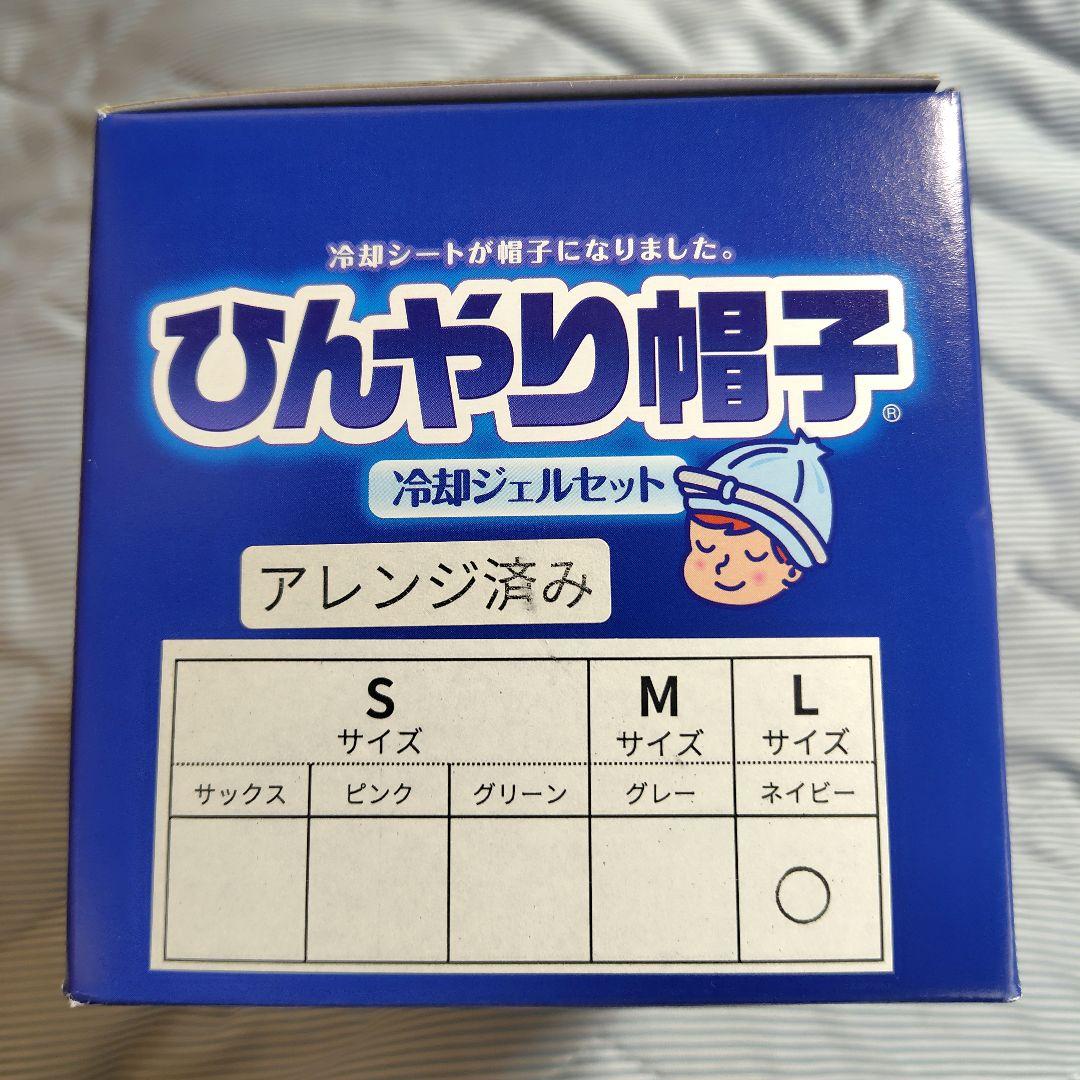 冷却シートが帽子になりました。
ひんやり帽子®
冷却ジェルセット
アレンジ済み
S M L
サイズ サイズ サイズ
サックス ピンク グリーン グレー ネイビー
○